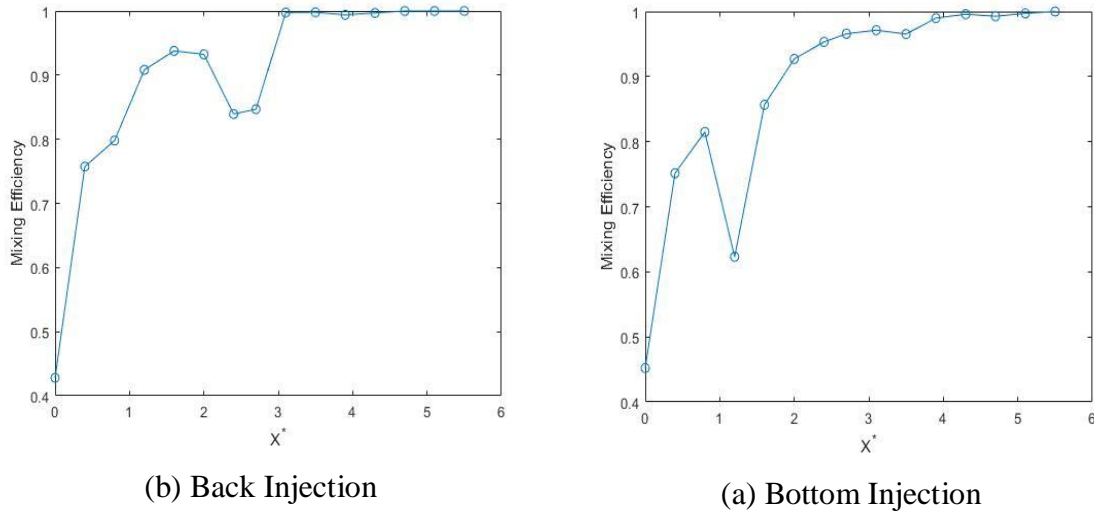 1
0.9
0.8
0.7
0.6
0.5
0.4
Mixing Efficiency
0 1 2 3 4 5 6
X*
(b) Back Injection
1
0.9
0.8
0.7
0.6
0.5
0.4
Mixing Efficiency
0 1 2 3 4 5 6
X*
(a) Bottom Injection